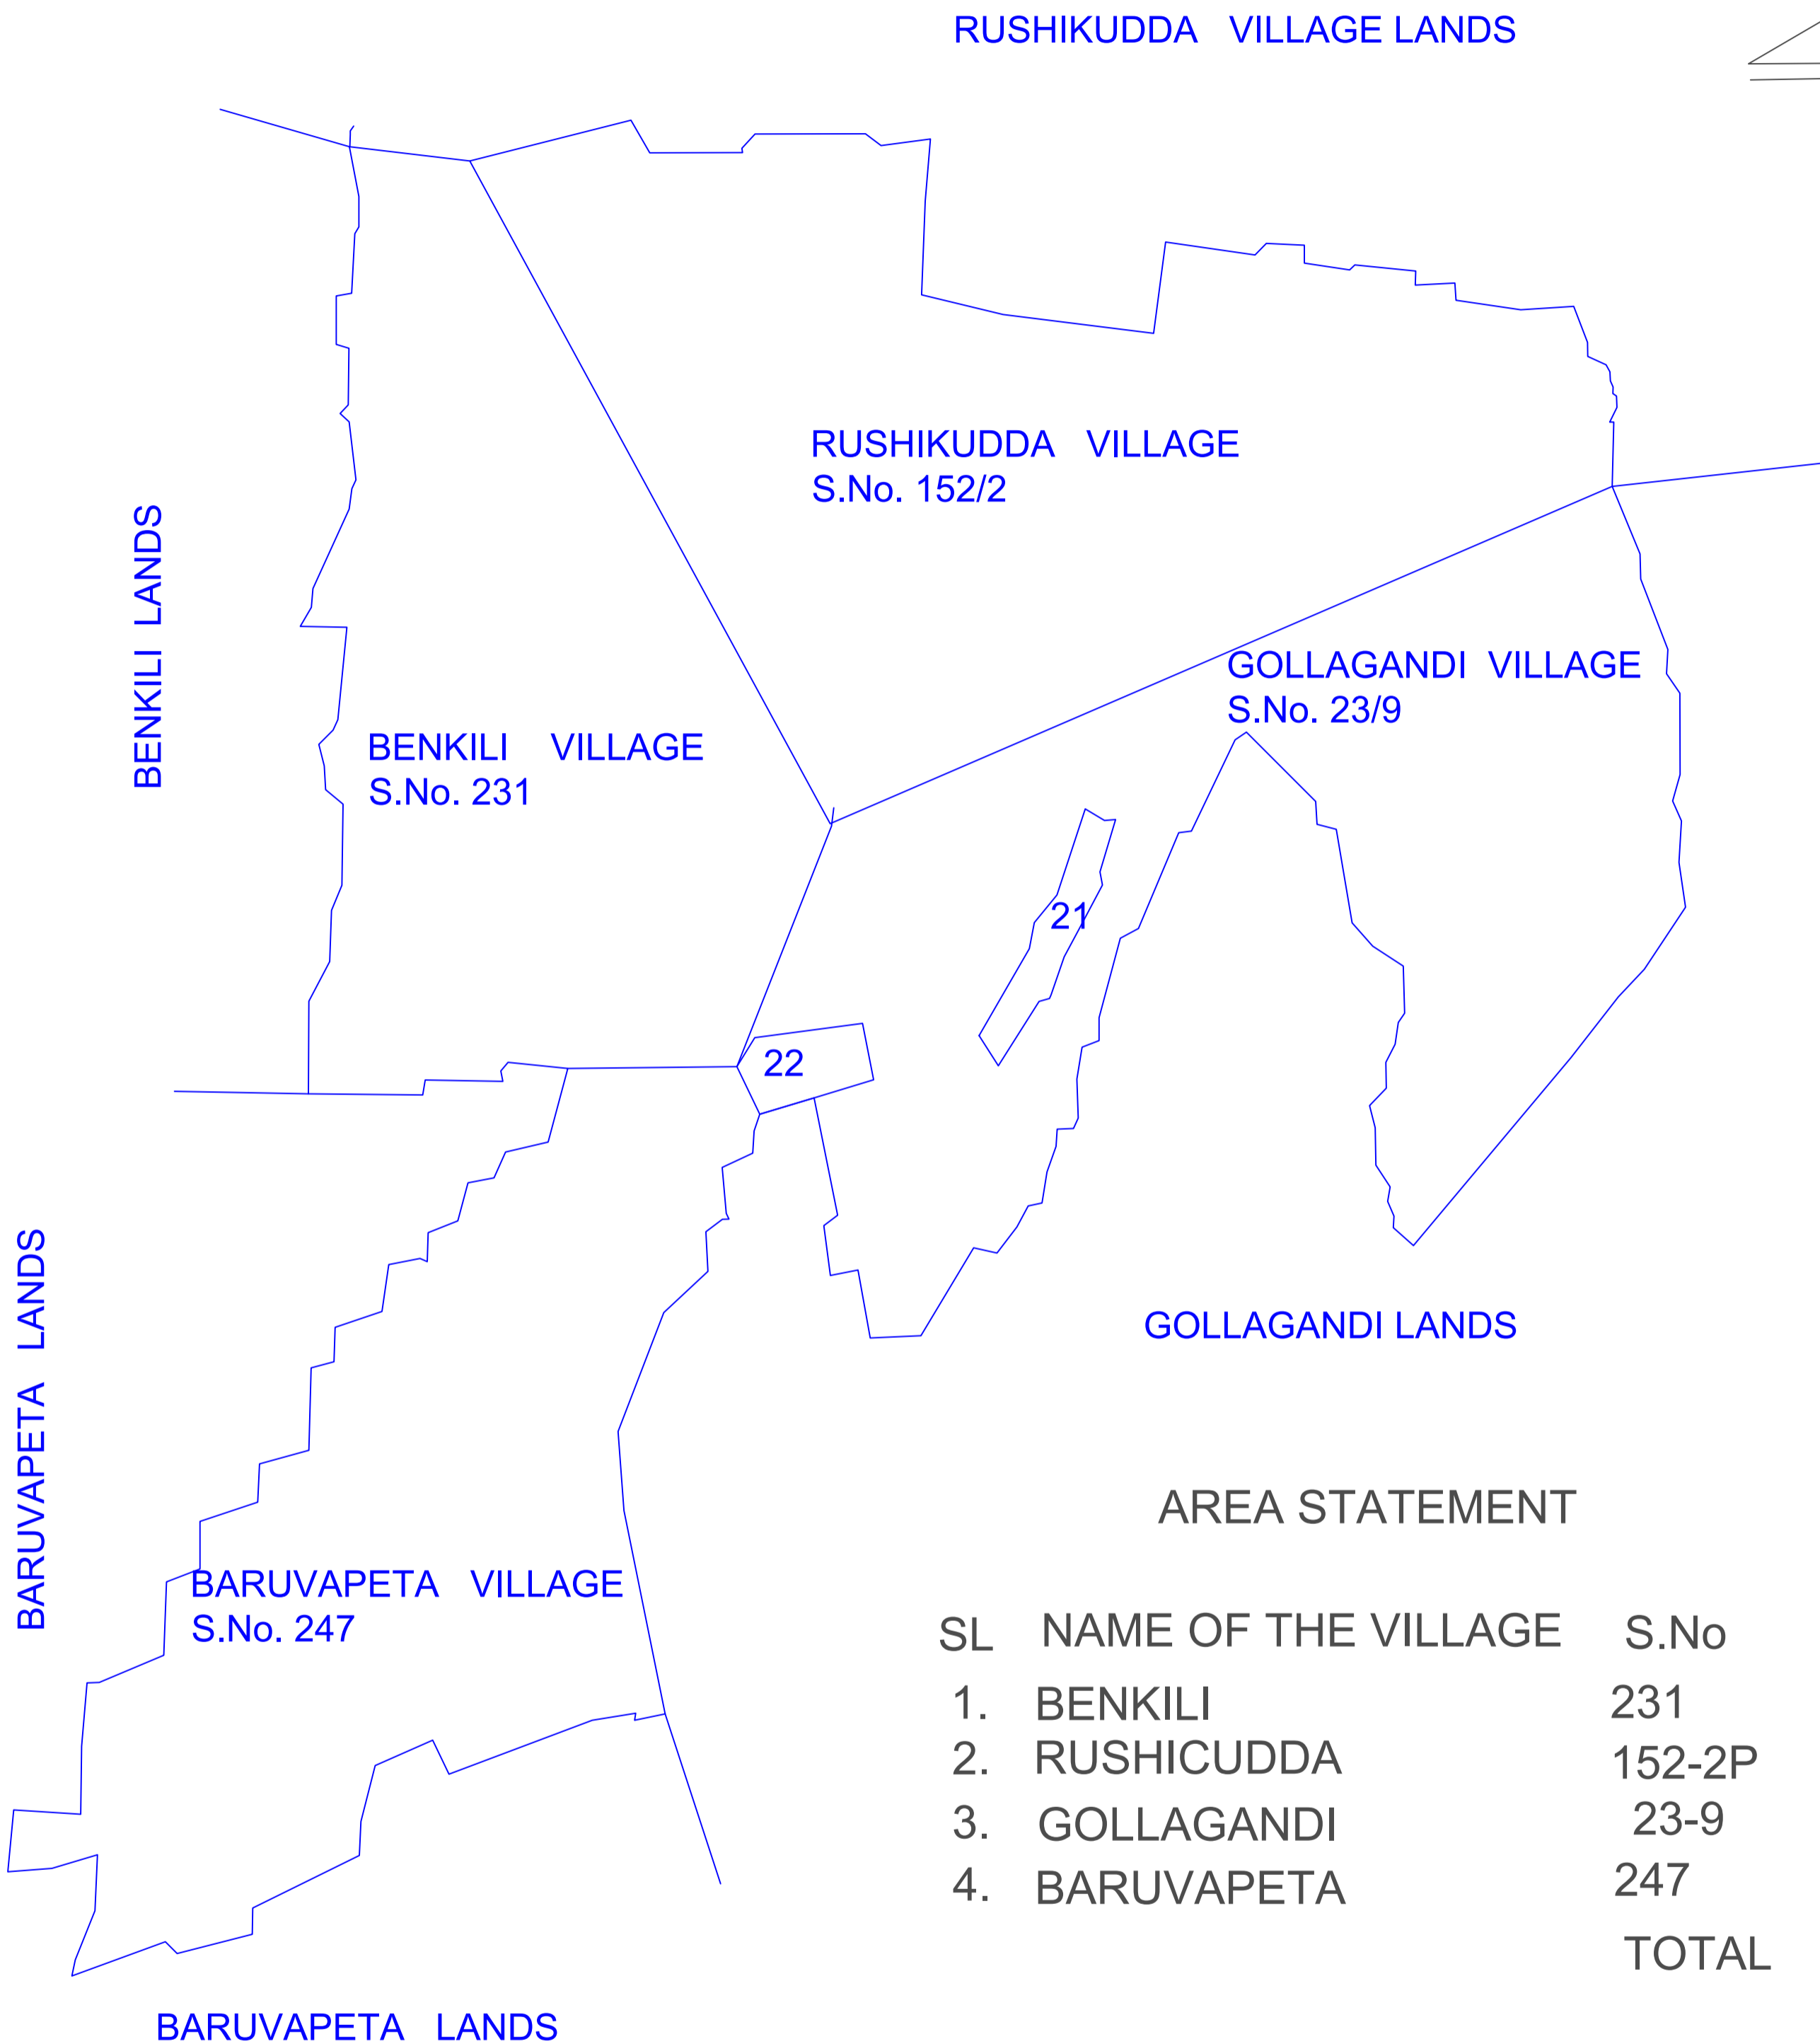 RUSHIKUDDA VILLAGE LANDS
RUSHIKUDDA VILLAGE
S.No. 152/2
BENKILI LANDS
GOLLAGANDI VILLAGE
S.No. 23/9
BENKILI VILLAGE
S.No. 231
21
22
GOLLAGANDI LANDS
BARUVAPETA LANDS
BARUVAPETA VILLAGE
S.No. 247
AREA STATEMENT
SL NAME OF THE VILLAGE S.No
1. BENKILI 231
2. RUSHICUDDA 152-2P
3. GOLLAGANDI 23-9
4. BARUVAPETA 247
TOTAL
BARUVAPETA LANDS